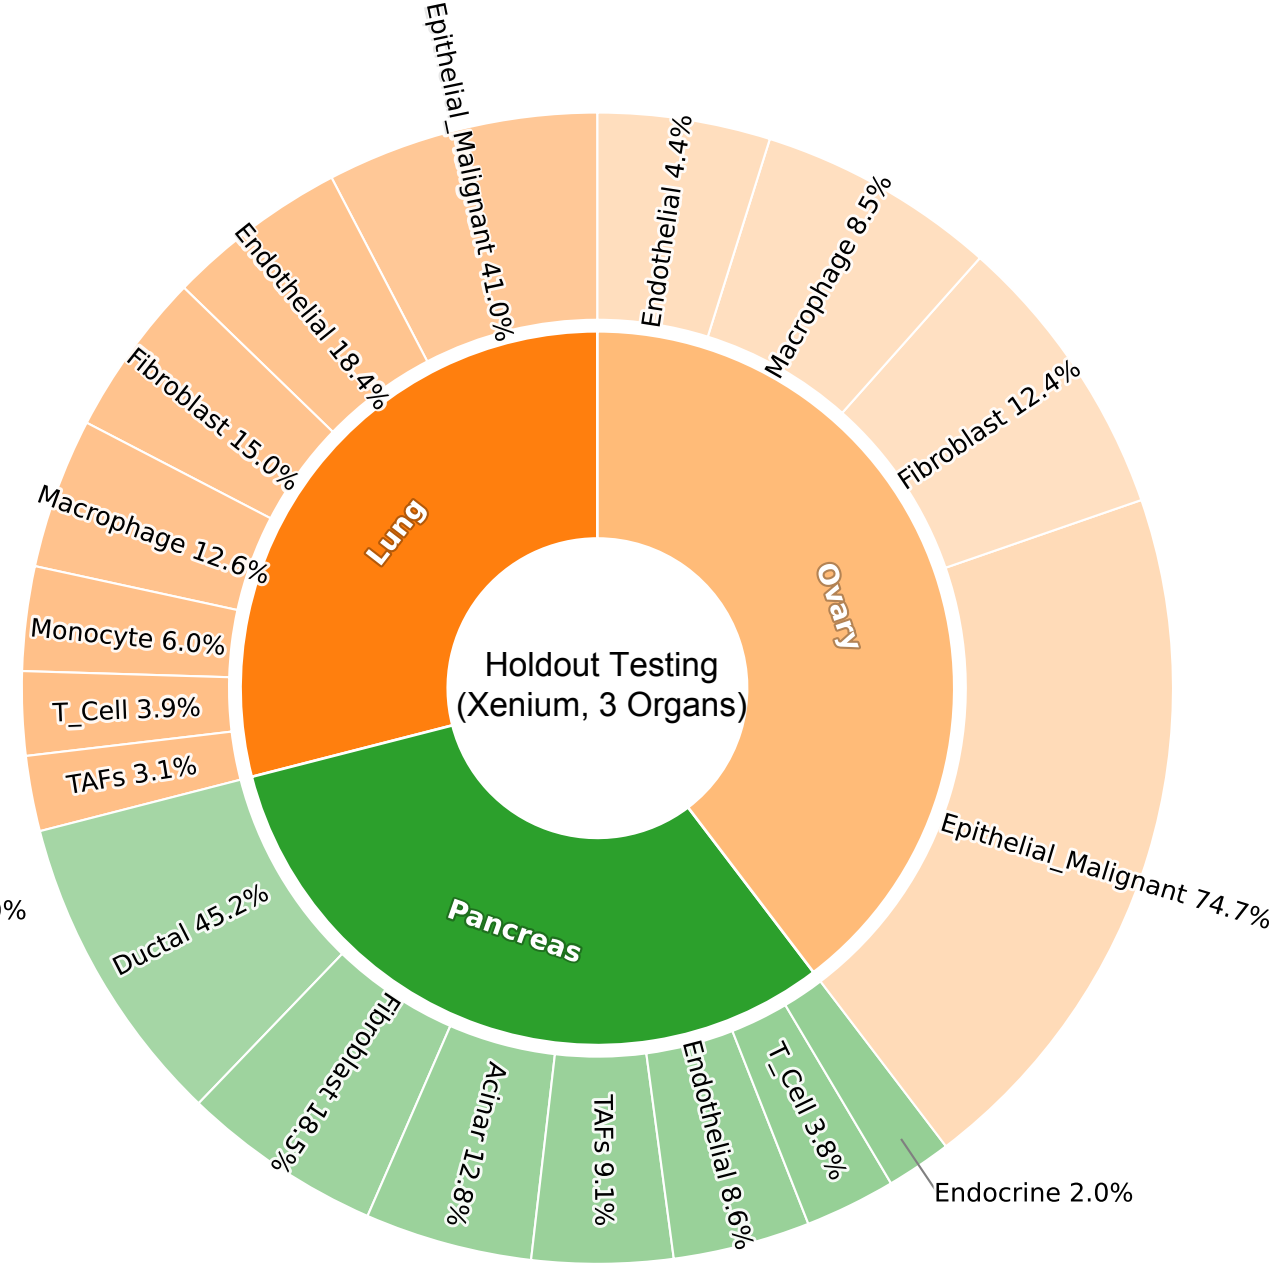 Epithelial_Malignant 41.0%
Endothelial 4.4%
Macrophage 8.5%
Endothelial 18.4%
Fibroblast 15.0%
Fibroblast 12.4%
Macrophage 12.6%
Lung
Ovary
Monocyte 6.0%
T_Cell 3.9%
TAFs 3.1%
Holdout Testing
(Xenium, 3 Organs)
Epithelial_Malignant 74.7%
Ductal 45.2%
Pancreas
Fibroblast 18.5%
Acinar 12.8%
TAFs 9.1%
Endothelial 8.6%
T_Cell 3.8%
Endocrine 2.0%